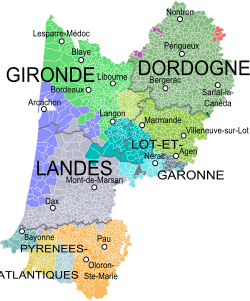 Nontron
Lesparre-Médoc
Périgueux
Blaye
GIRONDE
DORDOGNE
Libourne
Bergerac
Bordeaux
Sarlat-la-
Canéda
Arcachon
Langon
Marmande
Villeneuve-sur-Lot
LOT-ET-
Agen
Nérac
LANDES
GARONNE
Mont-de-Marsan
Dax
Bayonne
Pau
PYRENEES-
Oloron-
Ste-Marie
ATLANTIQUES